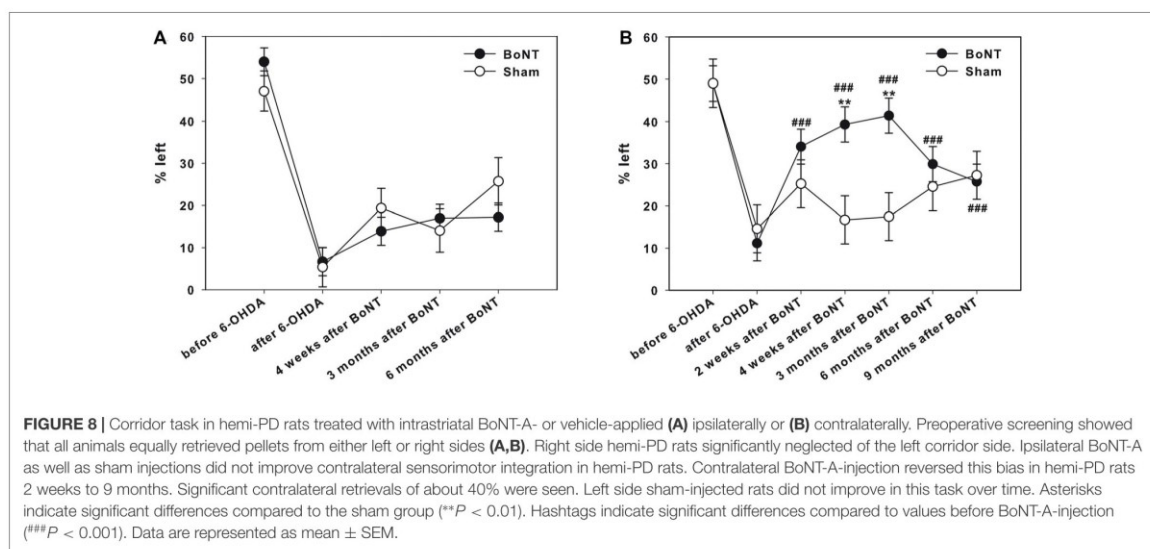 A
B
60
50
40
30
20
10
0
% left
BoNT
Sham
before 6-OHDA
after 6-OHDA
4 weeks after BoNT
3 months after BoNT
6 months after BoNT
60
50
40
30
20
10
0
% left
BoNT
Sham
###
###
**
###
**
###
###
before 6-OHDA
after 6-OHDA
2 weeks after BoNT
4 weeks after BoNT
3 months after BoNT
6 months after BoNT
9 months after BoNT
FIGURE 8 | Corridor task in hemi-PD rats treated with intrastriatal BoNT-A- or vehicle-applied (A) ipsilaterally or (B) contralaterally. Preoperative screening showed
that all animals equally retrieved pellets from either left or right sides (A,B). Right side hemi-PD rats significantly neglected of the left corridor side. Ipsilateral BoNT-A
as well as sham injections did not improve contralateral sensorimotor integration in hemi-PD rats. Contralateral BoNT-A-injection reversed this bias in hemi-PD rats
2 weeks to 9 months. Significant contralateral retrievals of about 40% were seen. Left side sham-injected rats did not improve in this task over time. Asterisks
indicate significant differences compared to the sham group (**P < 0.01). Hashtags indicate significant differences compared to values before BoNT-A-injection
(###P < 0.001). Data are represented as mean ± SEM.